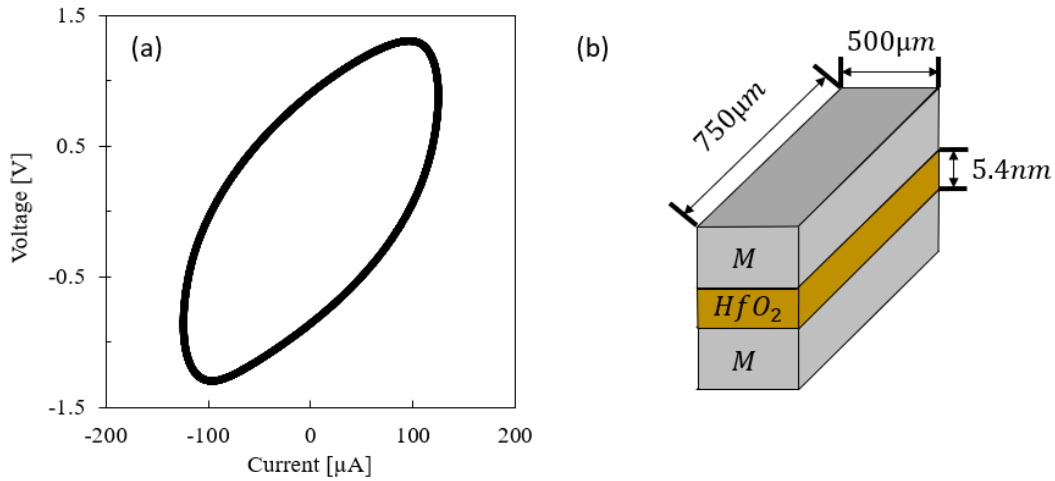 (a)
1.5
0.5
-0.5
-1.5
Voltage [V]
-200
-100
0
100
200
Current [µA]
(b)
500μm
750μm
5.4nm
M
HfO₂
M